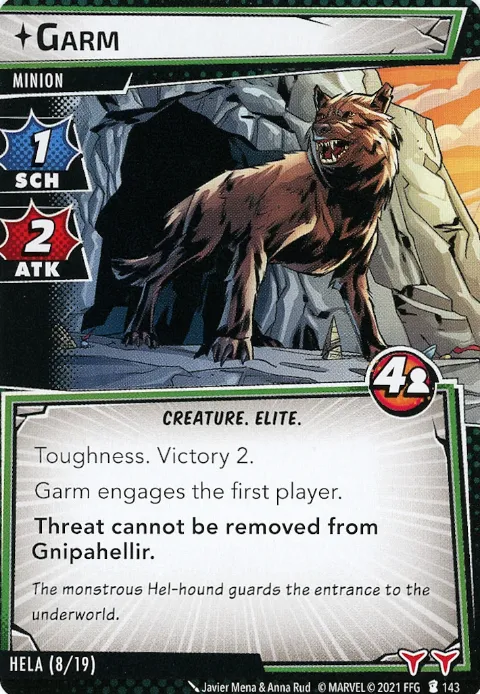 GARM
MINION
1
SCH
2
ATK
4
CREATURE. ELITE.
Toughness. Victory 2.
Garm engages the first player.
Threat cannot be removed from
Gnipahellir.
The monstrous Hel-hound guards the entrance to the
underworld.
HELA (8/19)
Javier Mena & Anna Rud © MARVEL © 2021 FFG 143